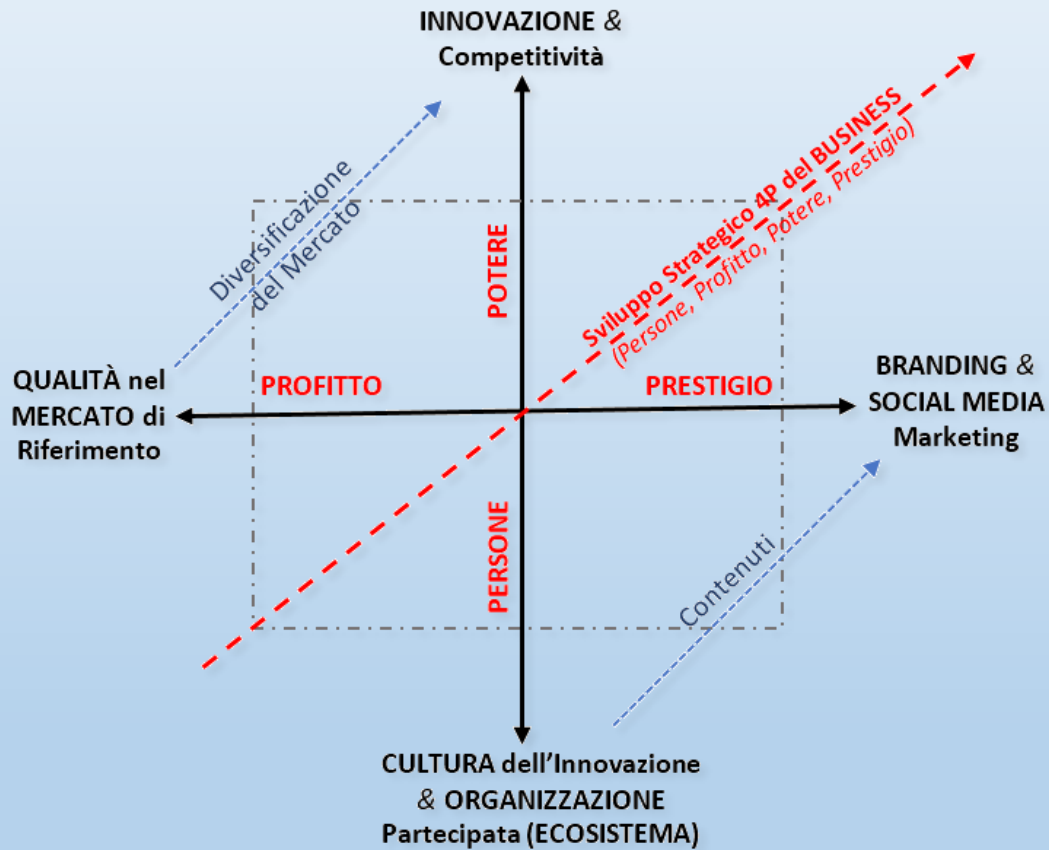 INNOVAZIONE &
Competitività
Diversificazione
del Mercato
Sviluppo Strategico 4P del BUSINESS
(Persone, Profitto, Potere, Prestigio)
POTERE
QUALITÀ nel
MERCATO di
Riferimento
PROFITTO
PRESTIGIO
BRANDING &
SOCIAL MEDIA
Marketing
PERSONE
Contenuti
CULTURA dell'Innovazione
& ORGANIZZAZIONE
Partecipata (ECOSISTEMA)